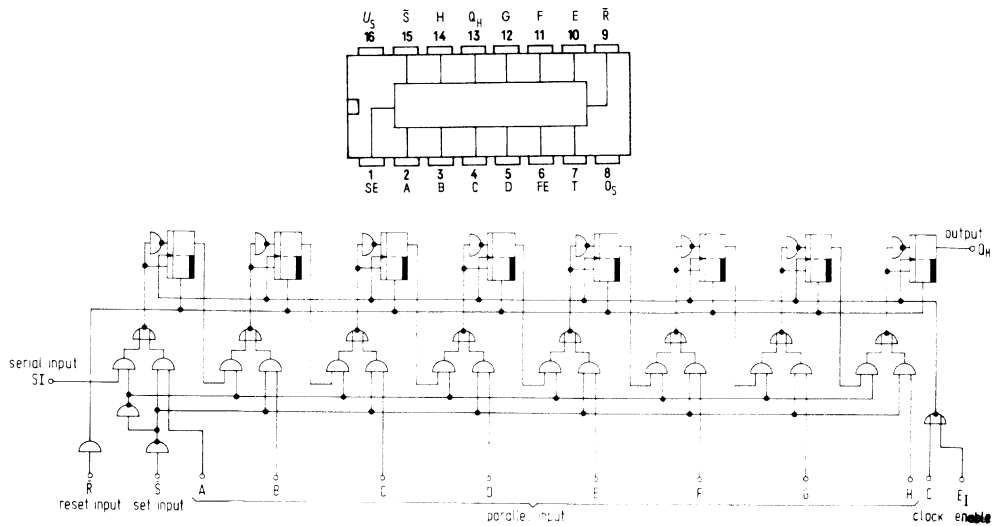 U_S S̄ H Q_H G F E R̄
16 15 14 13 12 11 10 9
1 2 3 4 5 6 7 8
SE A B C D FE T O_S
output
Q_H
serial input
SI
R̄ S̄ A B C D E F G H C E_I
reset input set input parallel input clock enable